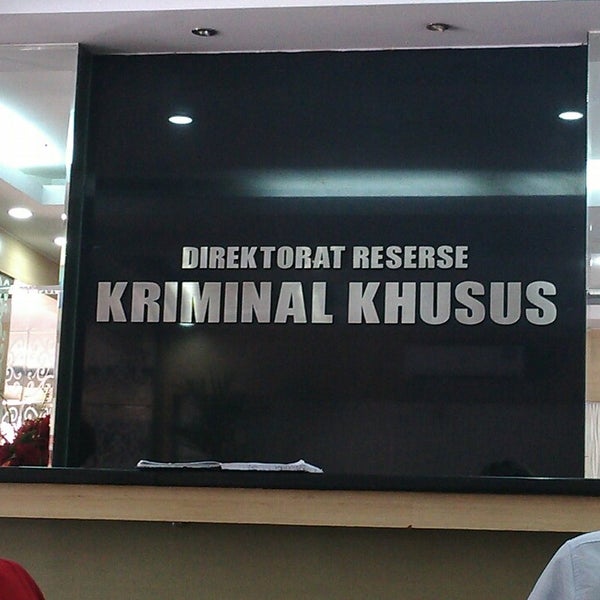 DIREKTORAT RESERSE
KRIMINAL KHUSUS